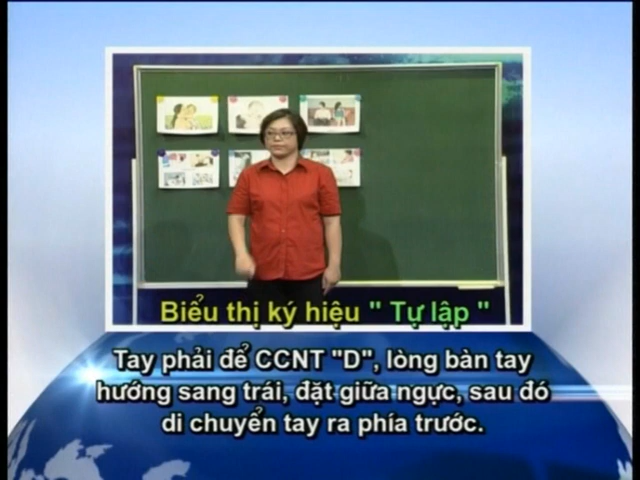 Biểu thị ký hiệu " Tự lập "
Tay phải để CCNT "D", lòng bàn tay
hướng sang trái, đặt giữa ngực, sau đó
di chuyển tay ra phía trước.